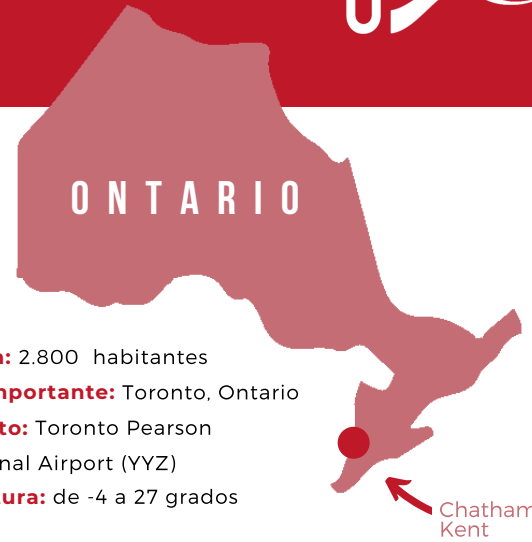 ONTARIO
: 2.800 habitantes
mportante: Toronto, Ontario
to: Toronto Pearson
nal Airport (YYZ)
tura: de -4 a 27 grados
Chatham
Kent